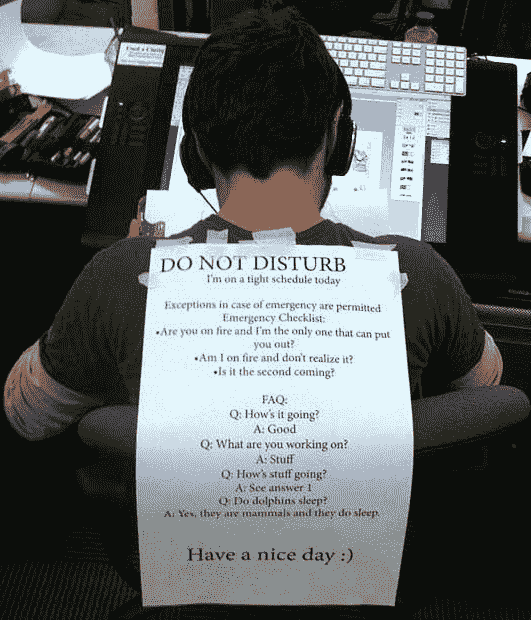 DO NOT DISTURB
I'm on a tight schedule today
Exceptions in case of emergency are permitted
Emergency Checklist:
•Are you on fire and I'm the only one that can put
you out?
•Am I on fire and don't realize it?
•Is it the second coming?
FAQ:
Q: How's it going?
A: Good
Q: What are you working on?
A: Stuff
Q: How's stuff going?
A: See answer 1
Q: Do dolphins sleep?
A: Yes, they are mammals and they do sleep.
Have a nice day :)